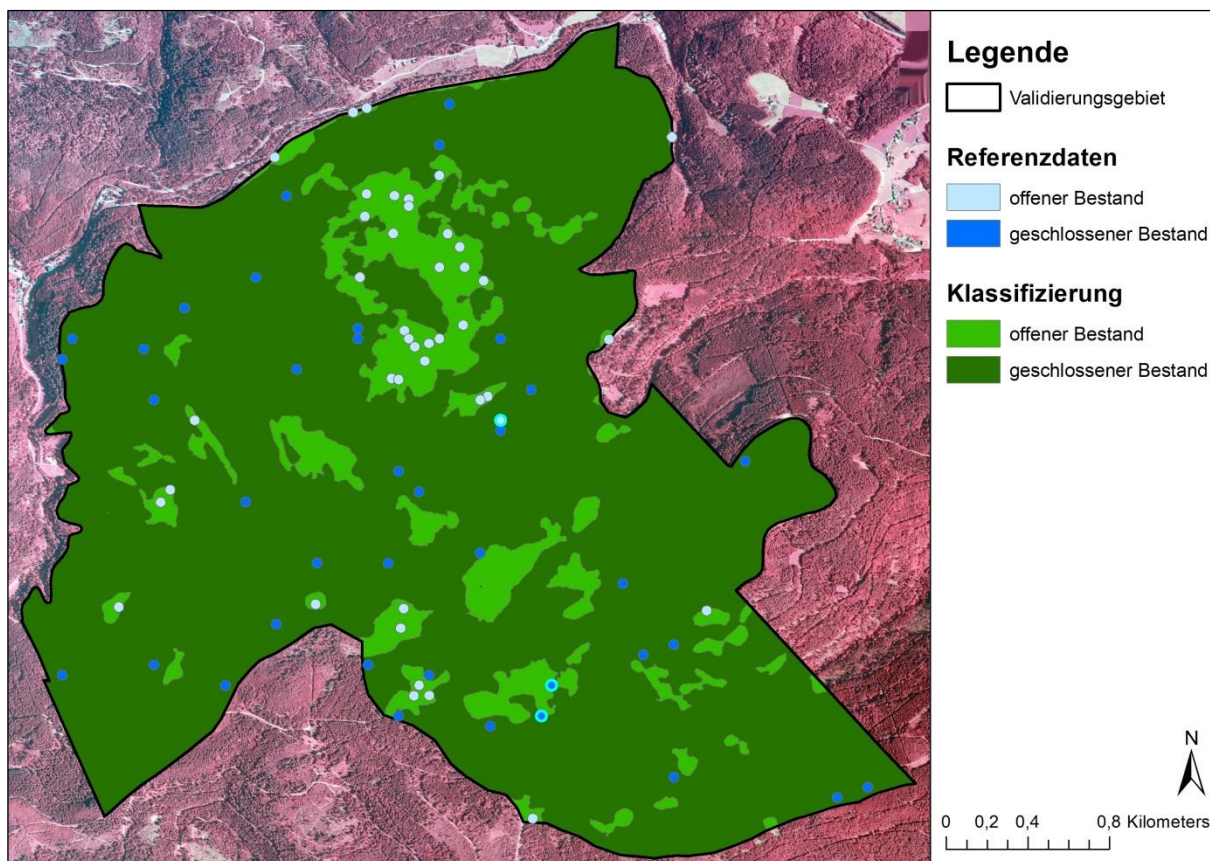 Legende
Validierungsgebiet
Referenzdaten
offener Bestand
geschlossener Bestand
Klassifizierung
offener Bestand
geschlossener Bestand
N
0 0,2 0,4 0,8 Kilometers